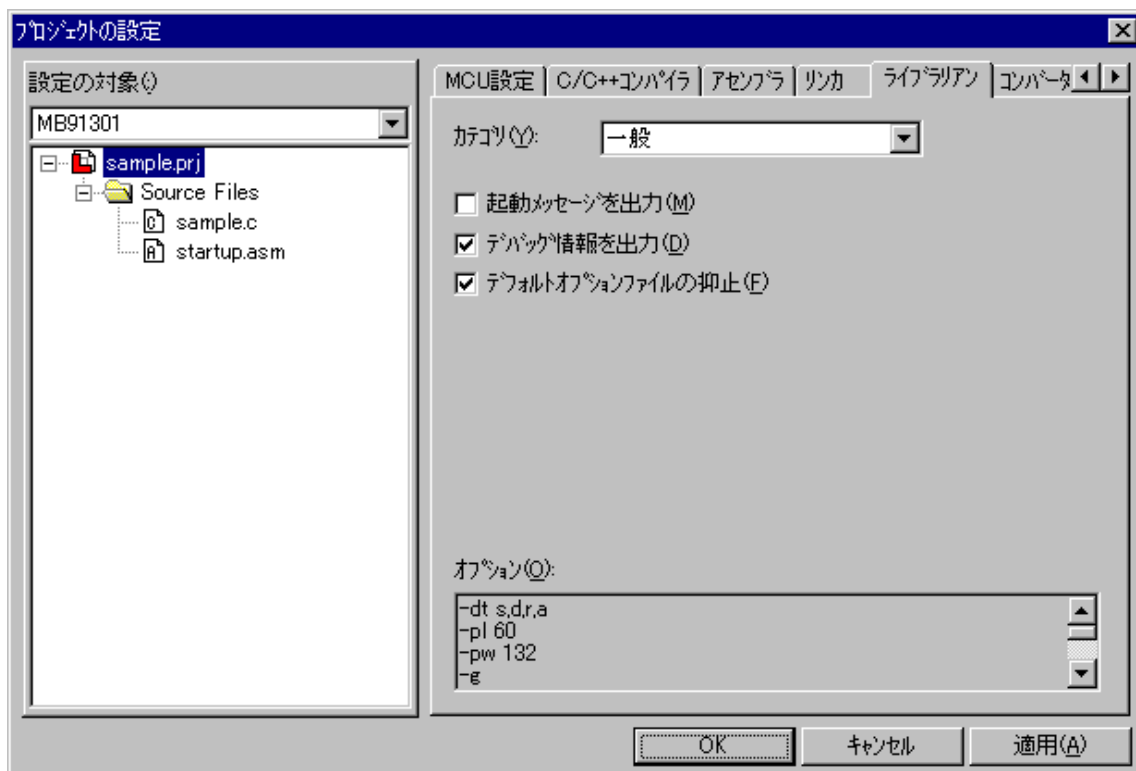 プロジェクトの設定
設定の対象(:)
MB91301
sample.prj
Source Files
sample.c
startup.asm
MCU設定
C/C++コンパイラ
アセンブラ
リンカ
ライブラリアン
コンバータ
カテゴリ(Y):
一般
起動メッセージを出力(M)
デバッグ情報を出力(D)
デフォルトオプションファイルの抑止(F)
オプション(O):
-dt s,d,r,a
-pl 60
-pw 132
-g
OK
キャンセル
適用(A)